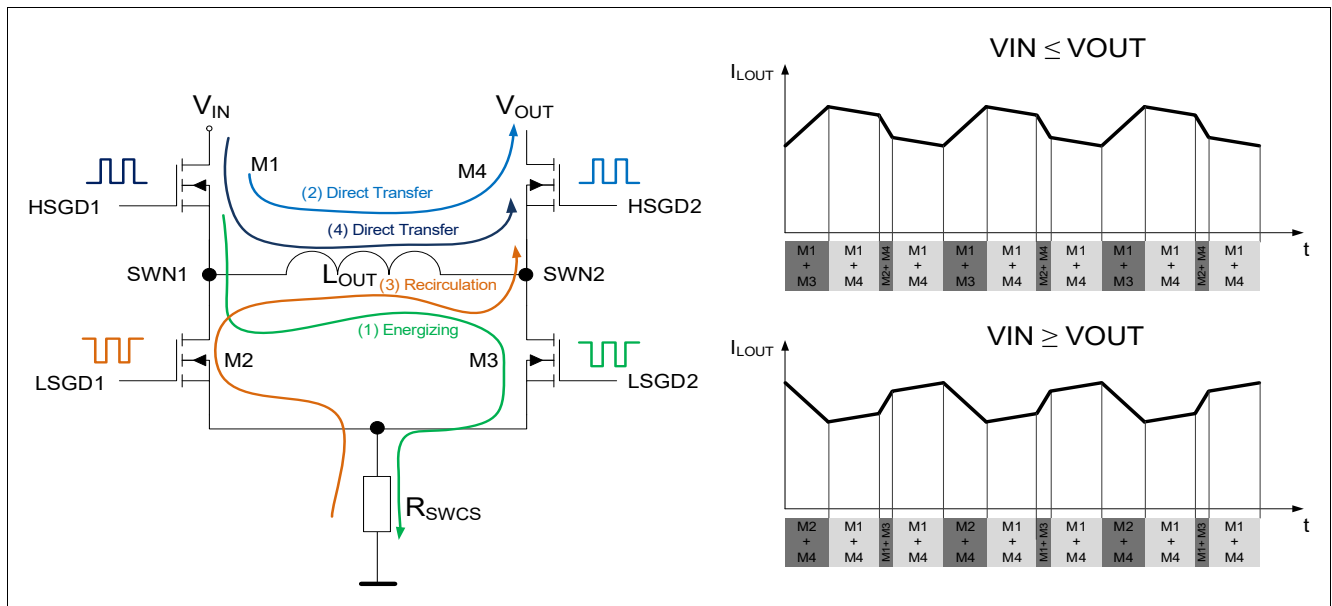 VIN
VOUT
M1
M4
(2) Direct Transfer
HSGD1
HSGD2
(4) Direct Transfer
SWN1
LOUT
SWN2
(3) Recirculation
(1) Energizing
M2
M3
LSGD1
LSGD2
RSWCS
VIN ≤ VOUT
ILOUT
t
M1 + M3
M1 + M4
M2+ M4
M1 + M4
M1 + M3
M1 + M4
M2+ M4
M1 + M4
M1 + M3
M1 + M4
M2+ M4
M1 + M4
VIN ≥ VOUT
ILOUT
t
M2 + M4
M1 + M4
M1+ M3
M1 + M4
M2 + M4
M1 + M4
M1+ M3
M1 + M4
M2 + M4
M1 + M4
M1+ M3
M1 + M4